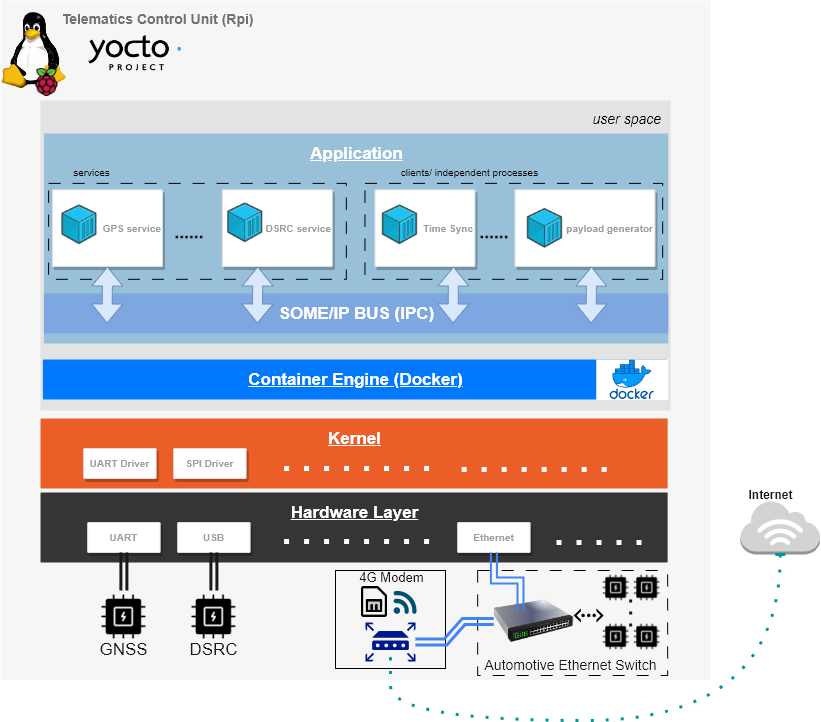 Telematics Control Unit (Rpi)
yocto
PROJECT
user space
Application
services
clients/ independent processes
GPS service
......
DSRC service
Time Sync
......
payload generator
SOME/IP BUS (IPC)
Container Engine (Docker)
docker
Kernel
UART Driver
SPI Driver
Hardware Layer
UART
USB
Ethernet
Internet
4G Modem
GNSS
DSRC
Automotive Ethernet Switch